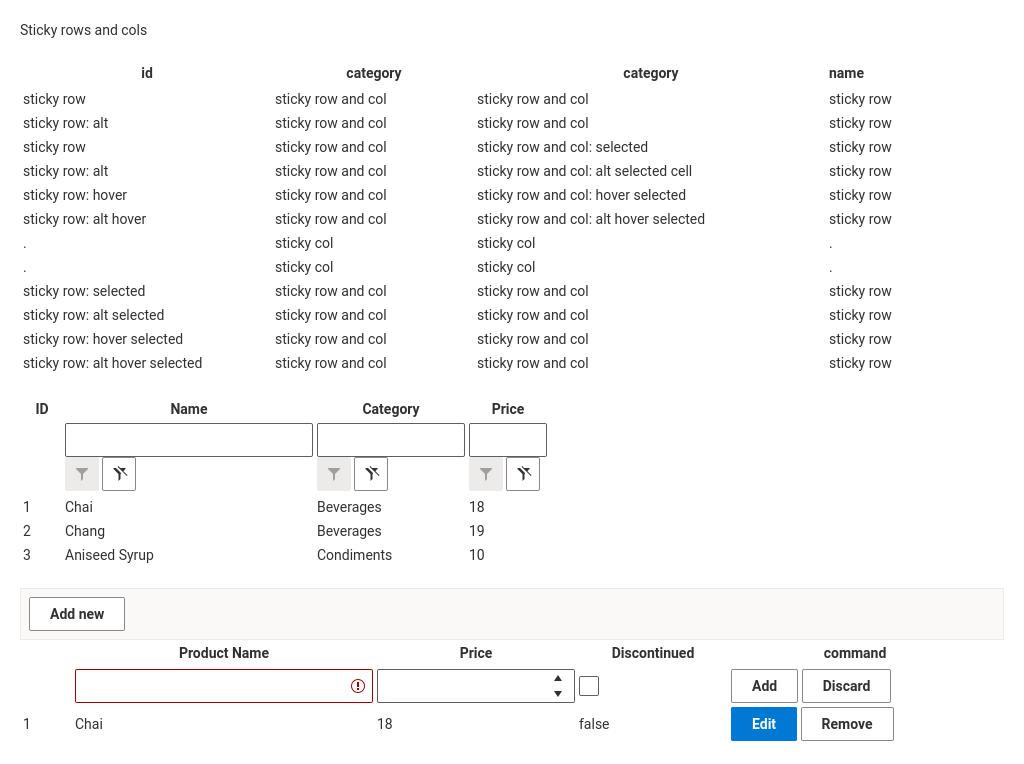 Sticky rows and cols
id category category name
sticky row sticky row and col sticky row and col sticky row
sticky row: alt sticky row and col sticky row and col sticky row
sticky row sticky row and col sticky row and col: selected sticky row
sticky row: alt sticky row and col sticky row and col: alt selected cell sticky row
sticky row: hover sticky row and col sticky row and col: hover selected sticky row
sticky row: alt hover sticky row and col sticky row and col: alt hover selected sticky row
. sticky col sticky col .
. sticky col sticky col .
sticky row: selected sticky row and col sticky row and col sticky row
sticky row: alt selected sticky row and col sticky row and col sticky row
sticky row: hover selected sticky row and col sticky row and col sticky row
sticky row: alt hover selected sticky row and col sticky row and col sticky row
ID Name Category Price
1 Chai Beverages 18
2 Chang Beverages 19
3 Aniseed Syrup Condiments 10
Add new
Product Name Price Discontinued command
Add Discard
1 Chai 18 false Edit Remove